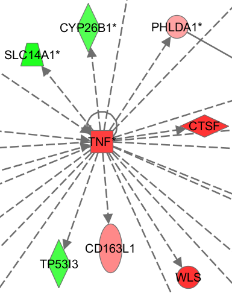 CYP26B1*
PHLDA1*
SLC14A1*
CTSF
TNF*
CD163L1
TP53I3
WLS